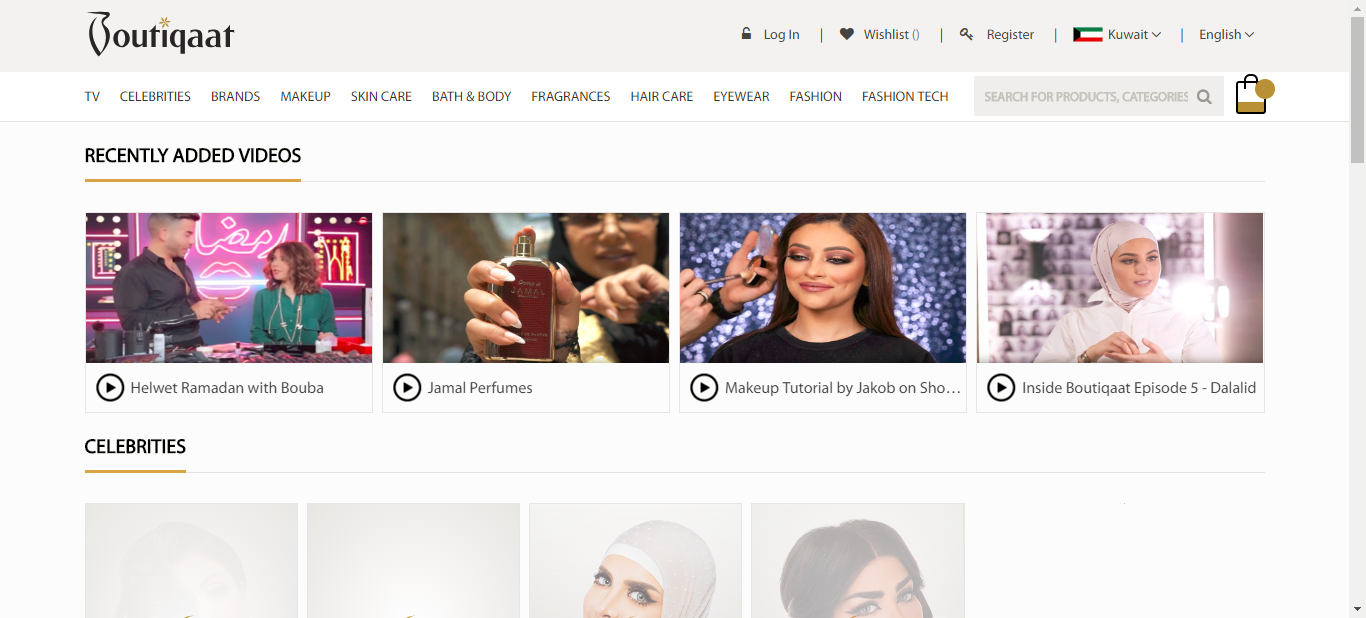 Boutiqaat
Log In | Wishlist () | Register | Kuwait | English
TV CELEBRITIES BRANDS MAKEUP SKIN CARE BATH & BODY FRAGRANCES HAIR CARE EYEWEAR FASHION FASHION TECH SEARCH FOR PRODUCTS, CATEGORIES
RECENTLY ADDED VIDEOS
رمضان
JAMAL
Helwet Ramadan with Bouba
Jamal Perfumes
Makeup Tutorial by Jakob on Sho...
Inside Boutiqaat Episode 5 - Dalalid
CELEBRITIES